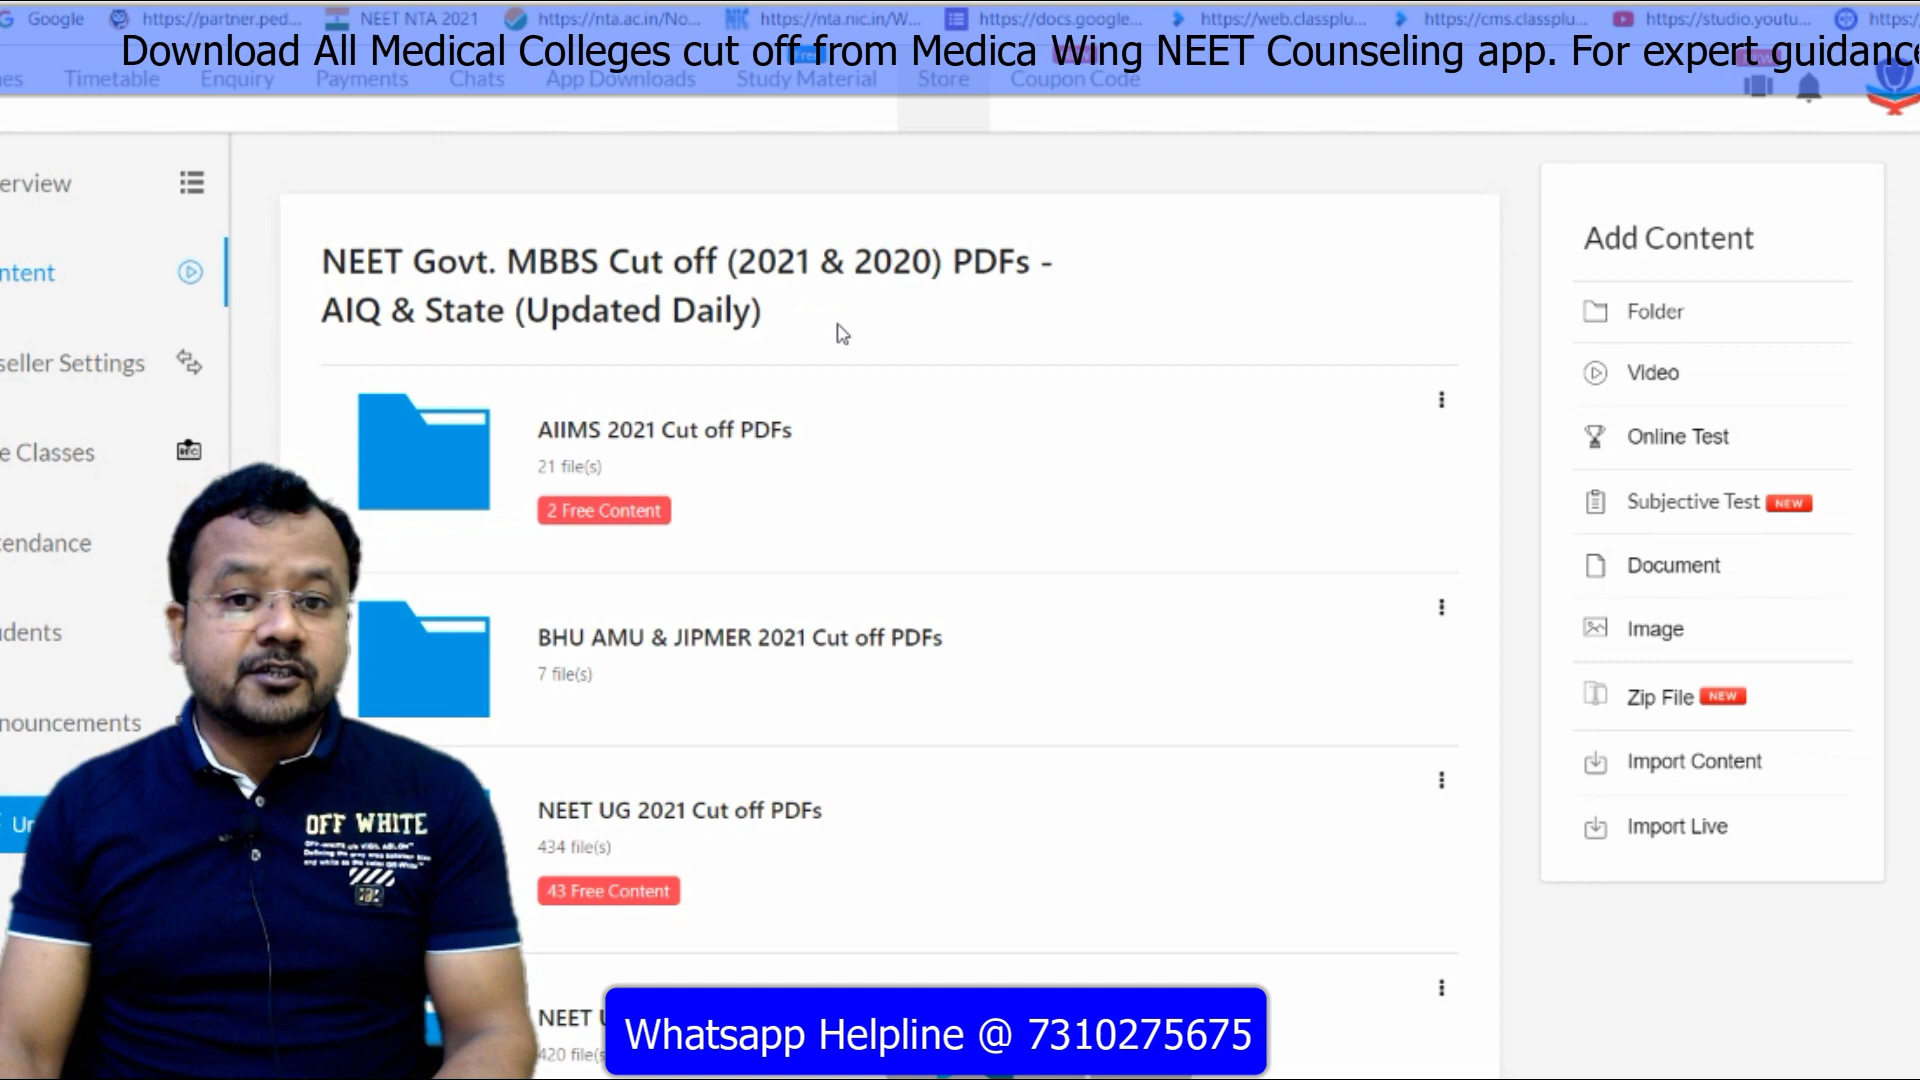 Google
https://partner.ped...
NEET NTA 2021
https://nta.ac.in/No...
https://nta.nic.in/W...
https://docs.google...
https://web.classplu...
https://cms.classplu...
https://studio.youtu...
https:/
Download All Medical Colleges cut off from Medica Wing NEET Counseling app. For expert guidanc
Timetable
Enquiry
Payments
Chats
App Downloads
Study Material
Store
Coupon Code
erview
ntent
seller Settings
e Classes
REC
tendance
idents
nouncements
Ur
NEET Govt. MBBS Cut off (2021 & 2020) PDFs -
AIQ & State (Updated Daily)
AIIMS 2021 Cut off PDFs
21 file(s)
2 Free Content
BHU AMU & JIPMER 2021 Cut off PDFs
7 file(s)
NEET UG 2021 Cut off PDFs
434 file(s)
43 Free Content
NEET U
420 file(s
Add Content
Folder
Video
Online Test
Subjective Test NEW
Document
Image
Zip File NEW
Import Content
Import Live
OFF WHITE
Whatsapp Helpline @ 7310275675